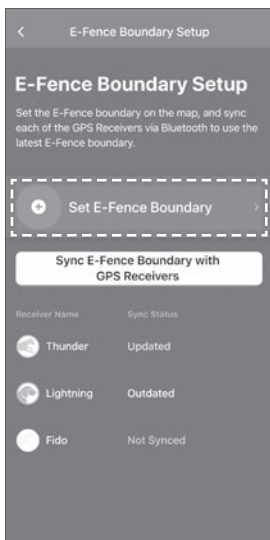 E-Fence Boundary Setup
E-Fence Boundary Setup
Set the E-Fence boundary on the map, and sync
each of the GPS Receivers via Bluetooth to use the
latest E-Fence boundary.
Set E-Fence Boundary
Sync E-Fence Boundary with
GPS Receivers
Receiver Name Sync Status
Thunder Updated
Lightning Outdated
Fido Not Synced